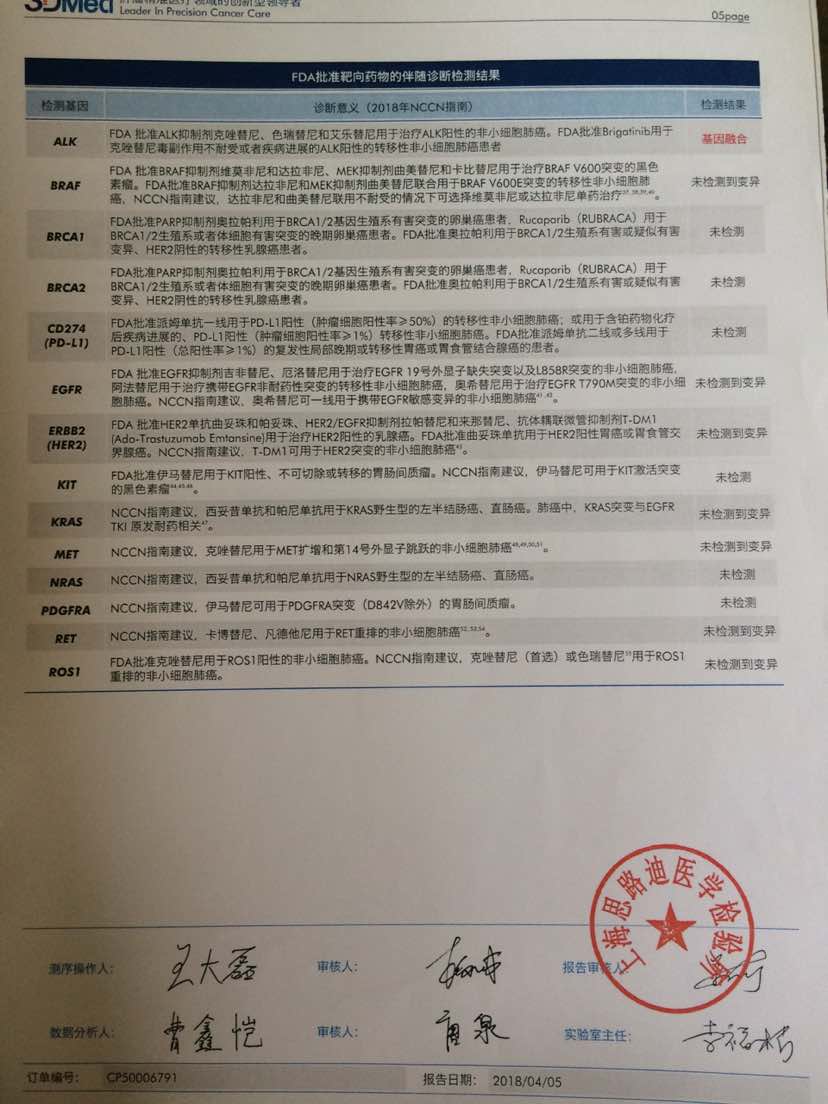 3DMed 肿瘤精准医疗领域的创新型领导者
Leader In Precision Cancer Care
05page
FDA批准靶向药物的伴随诊断检测结果
检测基因 诊断意义（2018年NCCN指南） 检测结果
ALK FDA 批准ALK抑制剂克唑替尼、色瑞替尼和艾乐替尼用于治疗ALK阳性的非小细胞肺癌。FDA批准Brigatinib用于 基因融合
克唑替尼毒副作用不耐受或者疾病进展的ALK阳性的转移性非小细胞肺癌患者
BRAF FDA 批准BRAF抑制剂维莫非尼和达拉非尼、MEK抑制剂曲美替尼和卡比替尼用于治疗BRAF V600突变的黑色 未检测到变异
素瘤。FDA批准BRAF抑制剂达拉非尼和MEK抑制剂曲美替尼联合用于BRAF V600E突变的转移性非小细胞肺
癌，NCCN指南建议，达拉非尼和曲美替尼联用不耐受的情况下可选择维莫非尼或达拉非尼单药治疗37,38,39,40。
BRCA1 FDA批准PARP抑制剂奥拉帕利用于BRCA1/2基因生殖系有害突变的卵巢癌患者，Rucaparib（RUBRACA）用于 未检测
BRCA1/2生殖系或者体细胞有害突变的晚期卵巢癌患者。FDA批准奥拉帕利用于BRCA1/2生殖系有害或疑似有害
变异、HER2阴性的转移性乳腺癌患者。
BRCA2 FDA批准PARP抑制剂奥拉帕利用于BRCA1/2基因生殖系有害突变的卵巢癌患者，Rucaparib（RUBRACA）用于 未检测
BRCA1/2生殖系或者体细胞有害突变的晚期卵巢癌患者。FDA批准奥拉帕利用于BRCA1/2生殖系有害或疑似有害
变异、HER2阴性的转移性乳腺癌患者。
CD274 (PD-L1) FDA批准派姆单抗一线用于PD-L1阳性（肿瘤细胞阳性率≥50%）的转移性非小细胞肺癌；或用于含铂药物化疗 未检测
后疾病进展的、PD-L1阳性（肿瘤细胞阳性率≥1%）转移性非小细胞肺癌。FDA批准派姆单抗二线或多线用于
PD-L1阳性（总阳性率≥1%）的复发性局部晚期或转移性胃癌或胃食管结合腺癌的患者。
EGFR FDA 批准EGFR抑制剂吉非替尼、厄洛替尼用于治疗EGFR 19号外显子缺失突变以及L858R突变的非小细胞肺癌， 未检测到变异
阿法替尼用于治疗携带EGFR非耐药性突变的转移性非小细胞肺癌，奥希替尼用于治疗EGFR T790M突变的非小细
胞肺癌。NCCN指南建议，奥希替尼可一线用于携带EGFR敏感变异的非小细胞肺癌41,42。
ERBB2 (HER2) FDA 批准HER2单抗曲妥珠和帕妥珠、HER2/EGFR抑制剂拉帕替尼和来那替尼、抗体耦联微管抑制剂T-DM1 未检测到变异
(Ado-Trastuzumab Emtansine)用于治疗HER2阳性的乳腺癌。FDA批准曲妥珠单抗用于HER2阳性胃癌或胃食管交
界腺癌。NCCN指南建议，T-DM1可用于HER2突变的非小细胞肺癌43。
KIT FDA批准伊马替尼用于KIT阳性、不可切除或转移的胃肠间质瘤。NCCN指南建议，伊马替尼可用于KIT激活突变 未检测
的黑色素瘤44,45,46。
KRAS NCCN指南建议，西妥昔单抗和帕尼单抗用于KRAS野生型的左半结肠癌、直肠癌。肺癌中，KRAS突变与EGFR 未检测到变异
TKI 原发耐药相关47。
MET NCCN指南建议，克唑替尼用于MET扩增和第14号外显子跳跃的非小细胞肺癌48,49,50,51。 未检测到变异
NRAS NCCN指南建议，西妥昔单抗和帕尼单抗用于NRAS野生型的左半结肠癌、直肠癌。 未检测
PDGFRA NCCN指南建议，伊马替尼可用于PDGFRA突变（D842V除外）的胃肠间质瘤。 未检测
RET NCCN指南建议，卡博替尼、凡德他尼用于RET重排的非小细胞肺癌52,53,54。 未检测到变异
ROS1 FDA批准克唑替尼用于ROS1阳性的非小细胞肺癌。NCCN指南建议，克唑替尼（首选）或色瑞替尼55用于ROS1 未检测到变异
重排的非小细胞肺癌。
上海思路迪医学检验所
测序操作人： 王大磊 审核人： 报告审核人：
数据分析人： 曹鑫恺 审核人： 实验室主任：
订单编号： CP50006791 报告日期： 2018/04/05